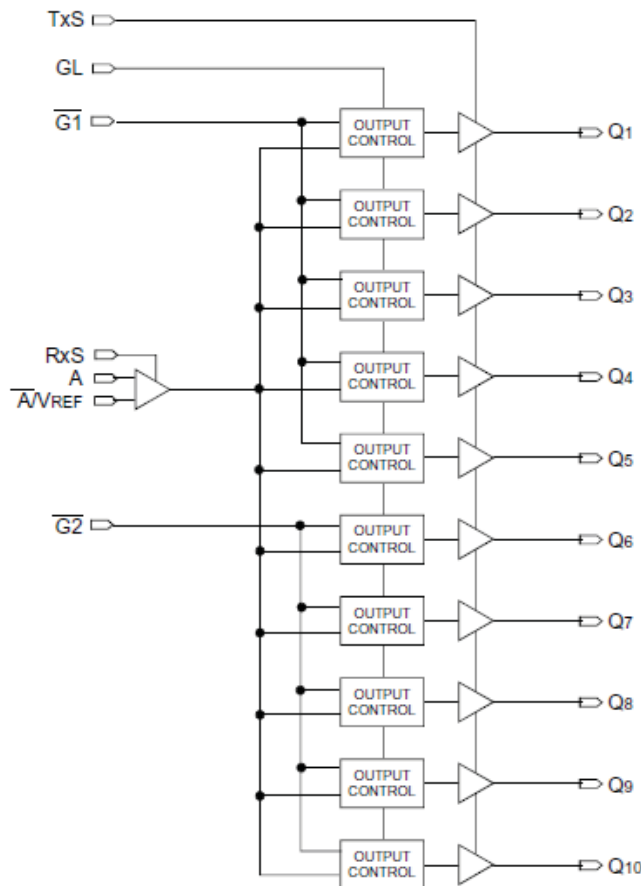 TxS
GL
G1
OUTPUT
CONTROL
Q1
OUTPUT
CONTROL
Q2
OUTPUT
CONTROL
Q3
RxS
A
A/VREF
OUTPUT
CONTROL
Q4
OUTPUT
CONTROL
Q5
G2
OUTPUT
CONTROL
Q6
OUTPUT
CONTROL
Q7
OUTPUT
CONTROL
Q8
OUTPUT
CONTROL
Q9
OUTPUT
CONTROL
Q10